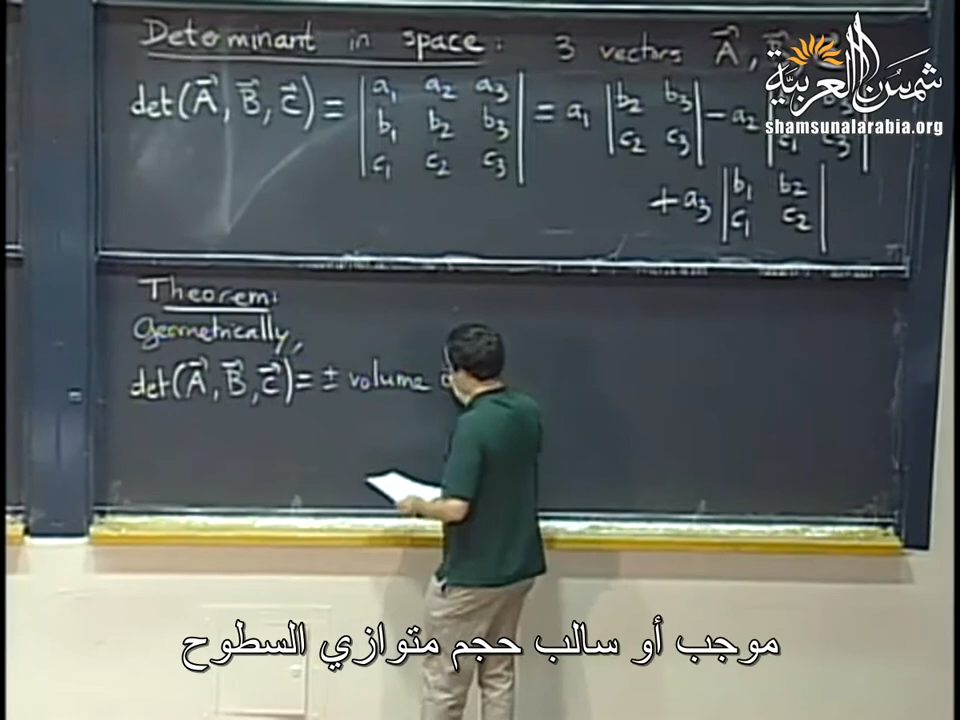 Determinant in space: 3 vectors A⃗,
شمس العربية
shamsunalarabia.org
det(A⃗, B⃗, C⃗) = | a₁ a₂ a₃ | = a₁ | b₂ b₃ | − a₂
| b₁ b₂ b₃ | | c₂ c₃ | | c₁ c₃ |
| c₁ c₂ c₃ |
+ a₃ | b₁ b₂ |
| c₁ c₂ |
Theorem:
Geometrically,
det(A⃗, B⃗, C⃗) = ± volume
موجب أو سالب حجم متوازي السطوح